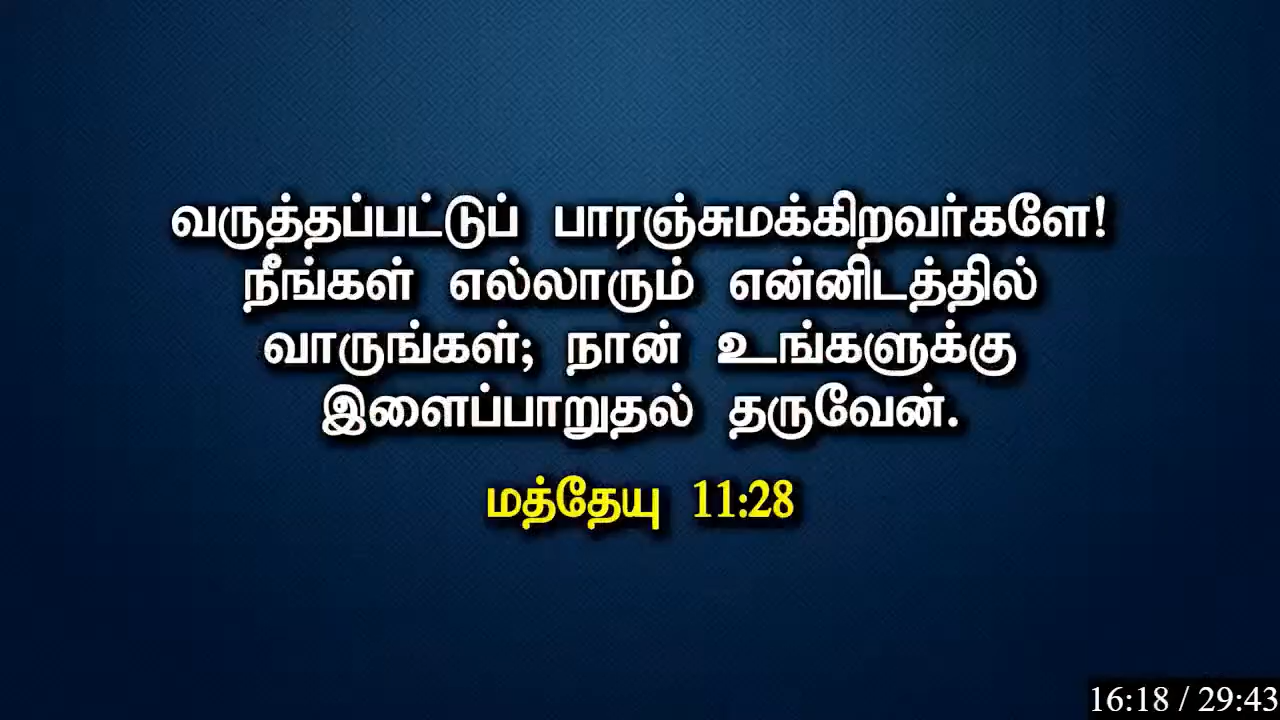 வருத்தப்பட்டுப் பாரஞ்சுமக்கிறவர்களே!
நீங்கள் எல்லாரும் என்னிடத்தில்
வாருங்கள்; நான் உங்களுக்கு
இளைப்பாறுதல் தருவேன்.
மத்தேயு 11:28
16:18 / 29:43